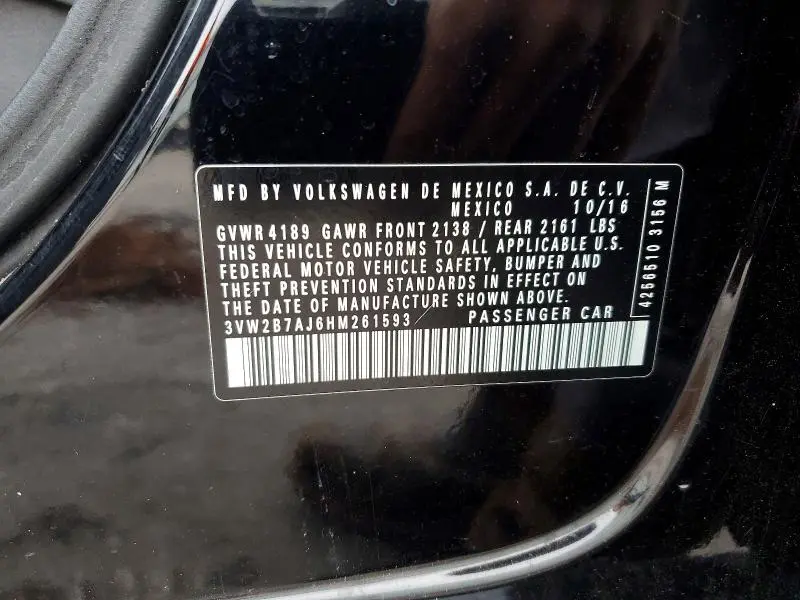 MFD BY VOLKSWAGEN DE MEXICO S.A. DE C.V.
MEXICO 10/16
GVWR 4189 GAWR FRONT 2138 / REAR 2161 LBS
THIS VEHICLE CONFORMS TO ALL APPLICABLE U.S.
FEDERAL MOTOR VEHICLE SAFETY, BUMPER AND
THEFT PREVENTION STANDARDS IN EFFECT ON
THE DATE OF MANUFACTURE SHOWN ABOVE.
3VW2B7AJ6HM261593 PASSENGER CAR
4256510 3156 M